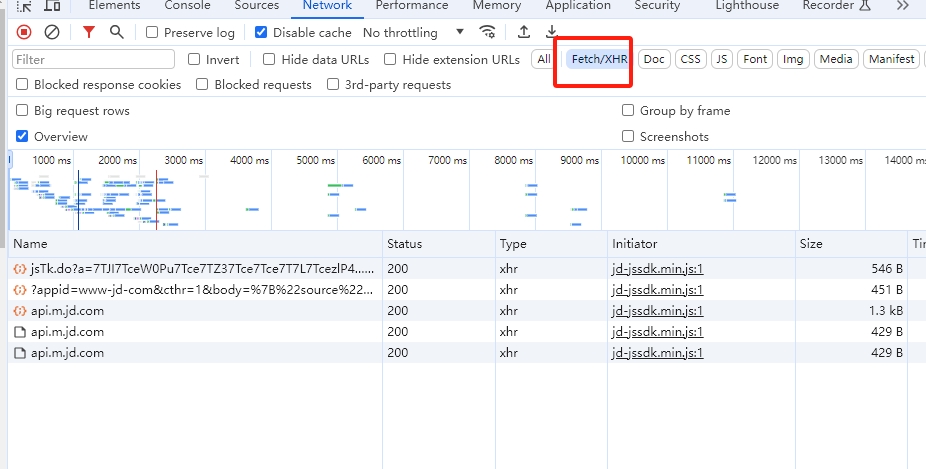 Elements Console Sources Network Performance Memory Application Security Lighthouse Recorder
Preserve log Disable cache No throttling
Filter Invert Hide data URLs Hide extension URLs All Fetch/XHR Doc CSS JS Font Img Media Manifest
Blocked response cookies Blocked requests 3rd-party requests
Big request rows Group by frame
Overview Screenshots
1000 ms 2000 ms 3000 ms 4000 ms 5000 ms 6000 ms 7000 ms 8000 ms 9000 ms 10000 ms 11000 ms 12000 ms 13000 ms 14000
Name Status Type Initiator Size
jsTk.do?a=7TJI7TceW0Pu7Tce7TZ37Tce7Tce7T7L7TcezlP4...... 200 xhr jd-jssdk.min.js:1 546 B
?appid=www-jd-com&cthr=1&body=%7B%22source%22... 200 xhr jd-jssdk.min.js:1 451 B
api.m.jd.com 200 xhr jd-jssdk.min.js:1 1.3 kB
api.m.jd.com 200 xhr jd-jssdk.min.js:1 429 B
api.m.jd.com 200 xhr jd-jssdk.min.js:1 429 B